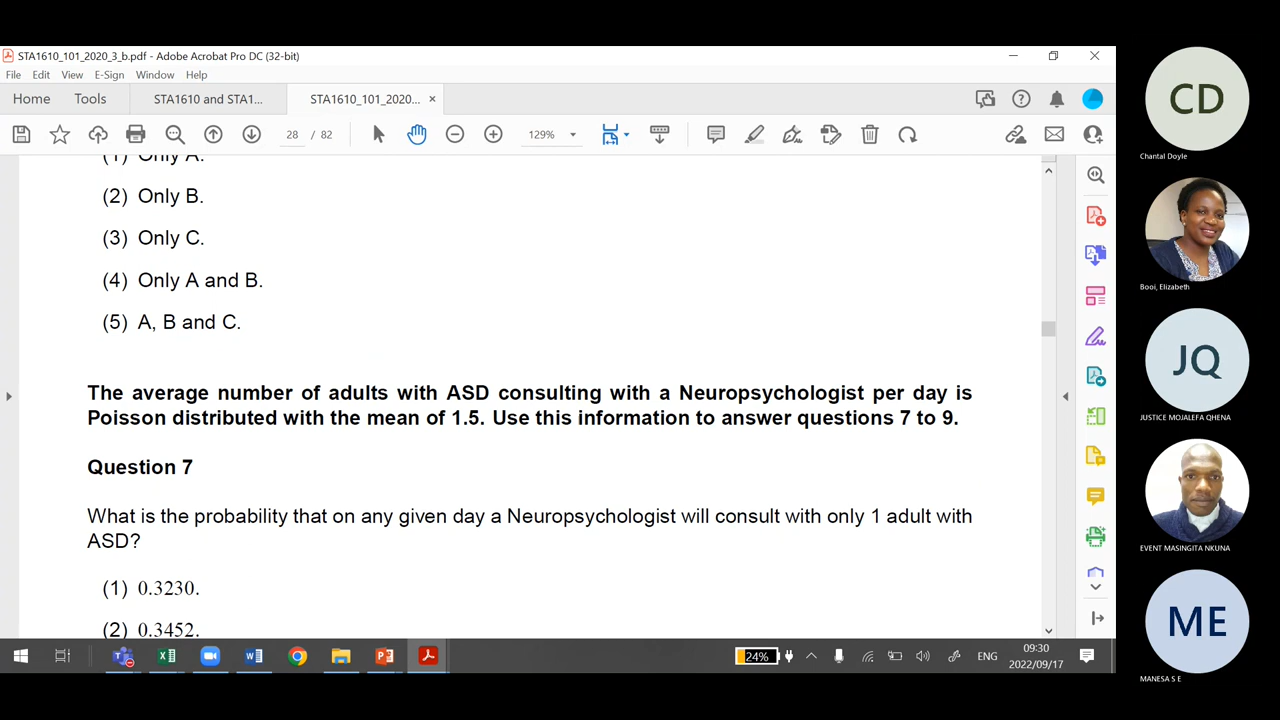 STA1610_101_2020_3_b.pdf - Adobe Acrobat Pro DC (32-bit)
File Edit View E-Sign Window Help
Home Tools STA1610 and STA1... STA1610_101_2020... ×
28 / 82 129%
(1) Only A.
(2) Only B.
(3) Only C.
(4) Only A and B.
(5) A, B and C.
The average number of adults with ASD consulting with a Neuropsychologist per day is
Poisson distributed with the mean of 1.5. Use this information to answer questions 7 to 9.
Question 7
What is the probability that on any given day a Neuropsychologist will consult with only 1 adult with
ASD?
(1) 0.3230.
(2) 0.3452.
24% ENG 09:30
2022/09/17
CD
Chantal Doyle
Booi, Elizabeth
JQ
JUSTICE MOJALEFA QHENA
EVENT MASINGITA NKUNA
ME
MANESA S E